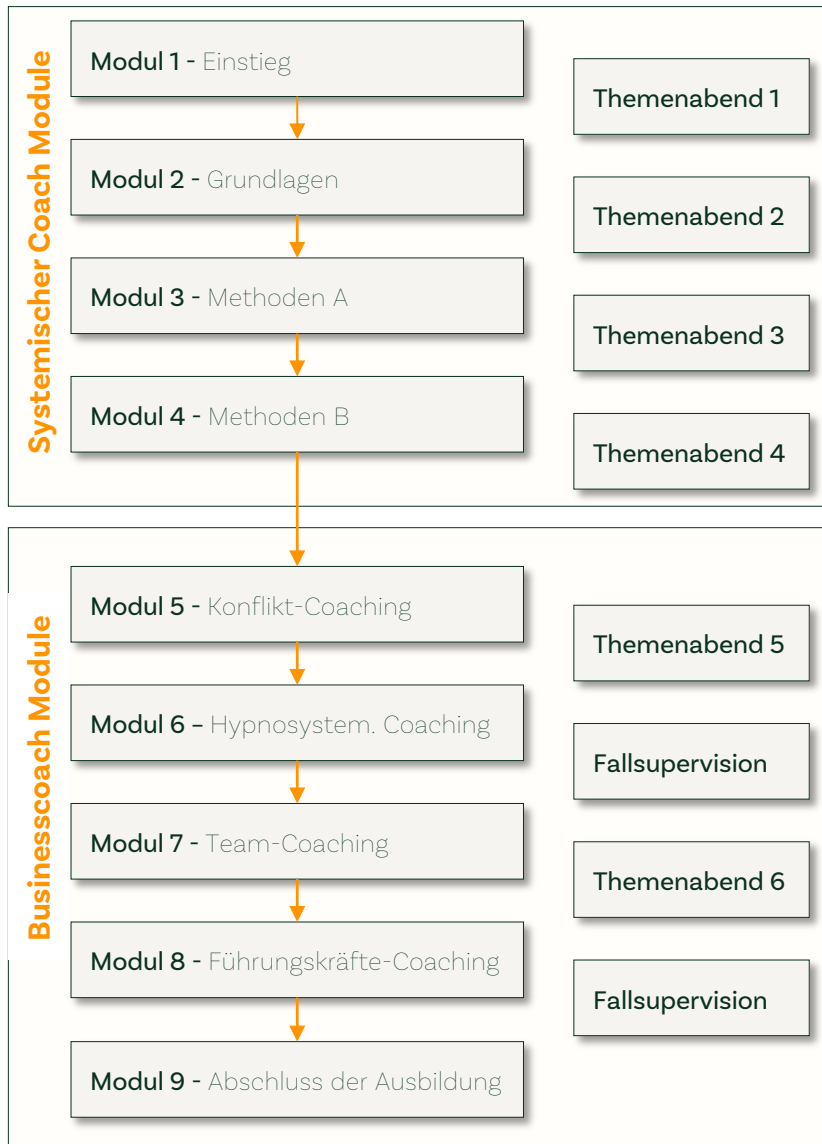 Systemischer Coach Module
Modul 1 - Einstieg
Themenabend 1
Modul 2 - Grundlagen
Themenabend 2
Modul 3 - Methoden A
Themenabend 3
Modul 4 - Methoden B
Themenabend 4
Businesscoach Module
Modul 5 - Konflikt-Coaching
Themenabend 5
Modul 6 – Hypnosystem. Coaching
Fallsupervision
Modul 7 - Team-Coaching
Themenabend 6
Modul 8 - Führungskräfte-Coaching
Fallsupervision
Modul 9 - Abschluss der Ausbildung